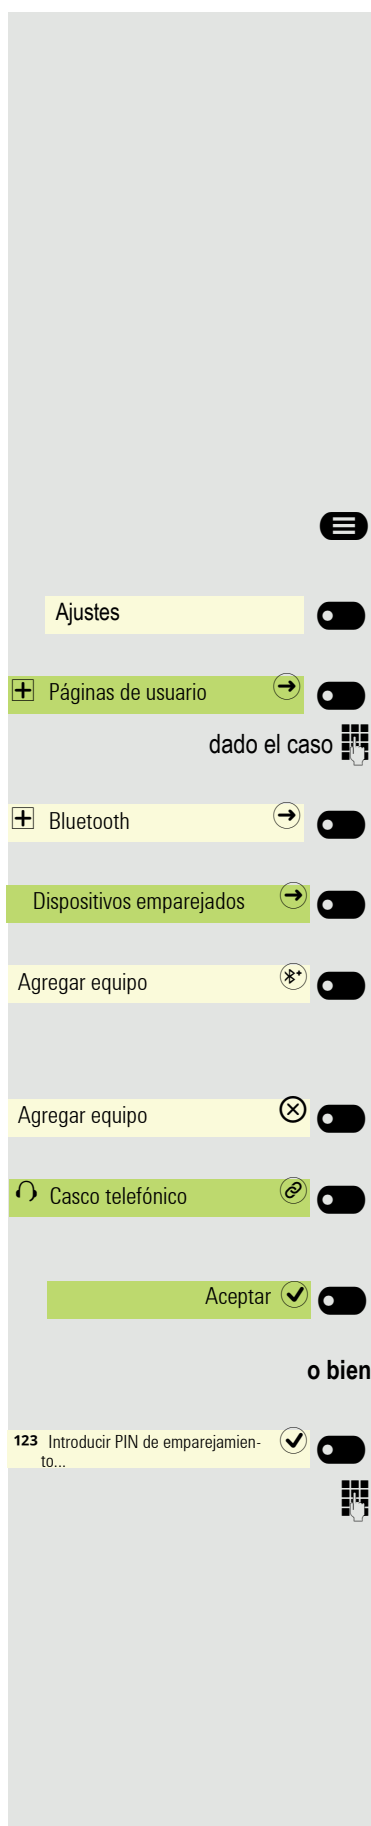 Ajustes
Páginas de usuario
dado el caso
Bluetooth
Dispositivos emparejados
Agregar equipo
Agregar equipo
Casco telefónico
Aceptar
o bien
123 Introducir PIN de emparejamien-
to...